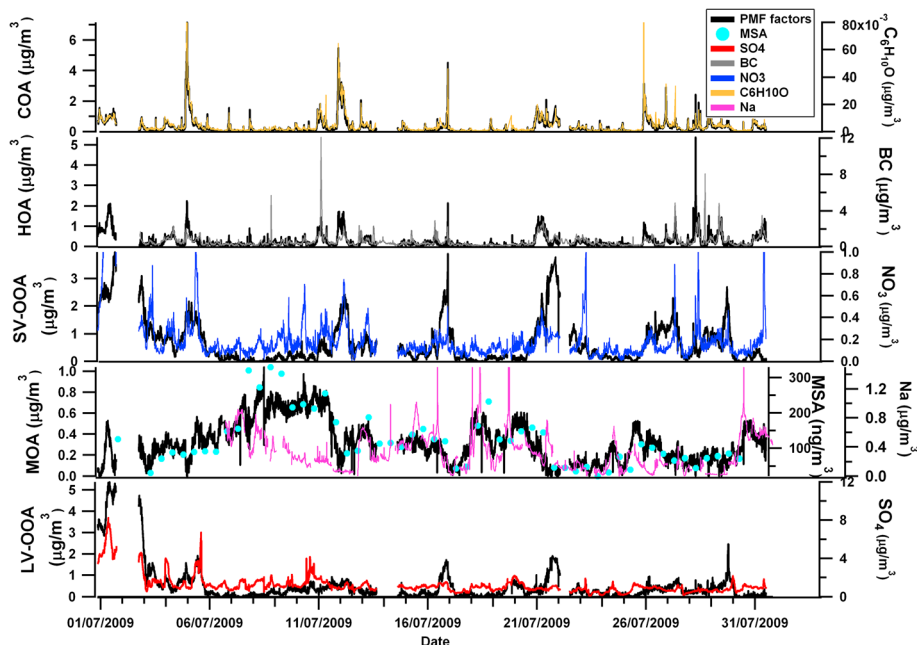 PMF factors
MSA
SO4
BC
NO3
C6H10O
Na
COA (µg/m³)
6
4
2
0
80x10⁻³
60
40
20
0
C₆H₁₀O (µg/m³)
HOA (µg/m³)
5
4
3
2
1
0
12
8
4
0
BC (µg/m³)
SV-OOA (µg/m³)
3
2
1
0
1.0
0.8
0.6
0.4
0.2
0.0
NO₃ (µg/m³)
MOA (µg/m³)
1.0
0.8
0.6
0.4
0.2
0.0
300
200
100
MSA (ng/m³)
1.2
0.8
0.4
0.0
Na (µg/m³)
LV-OOA (µg/m³)
5
4
3
2
1
0
12
8
4
0
SO₄ (µg/m³)
01/07/2009 06/07/2009 11/07/2009 16/07/2009 21/07/2009 26/07/2009 31/07/2009
Date